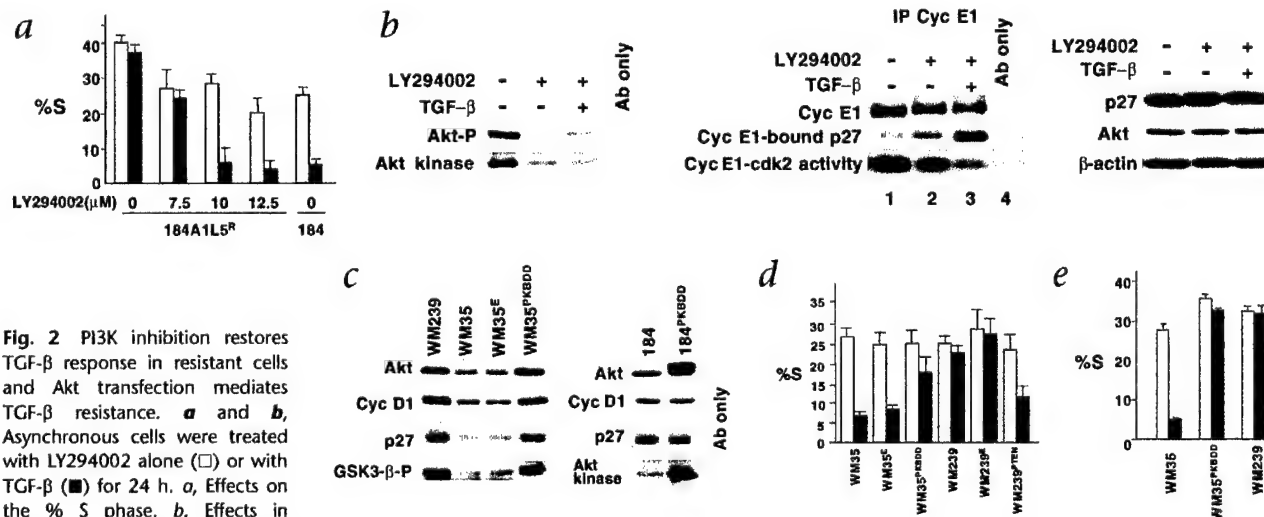 a
40
30
20
10
0
%S
LY294002(μM) 0 7.5 10 12.5 0
184A1L5R 184
b
LY294002 - + +
TGF-β - - +
Ab only
Akt-P
Akt kinase
IP Cyc E1
LY294002 - + +
TGF-β - - +
Ab only
Cyc E1
Cyc E1-bound p27
Cyc E1-cdk2 activity
1 2 3 4
LY294002 - + +
TGF-β - - +
p27
Akt
β-actin
Fig. 2 PI3K inhibition restores
TGF-β response in resistant cells
and Akt transfection mediates
TGF-β resistance. a and b,
Asynchronous cells were treated
with LY294002 alone (□) or with
TGF-β (■) for 24 h. a, Effects on
the % S phase. b, Effects in
c
WM239 WM35 WM35E WM35PKBDD
Akt
Cyc D1
p27
GSK3-β-P
184 184PKBDD
Akt
Cyc D1
p27
Akt
kinase
Ab only
d
35
30
25
20
15
10
5
0
%S
WM35 WM35E WM35PKBDD WM239 WM239E WM239PTEN
e
40
30
20
10
0
%S
WM35 WM35PKBDD WM239